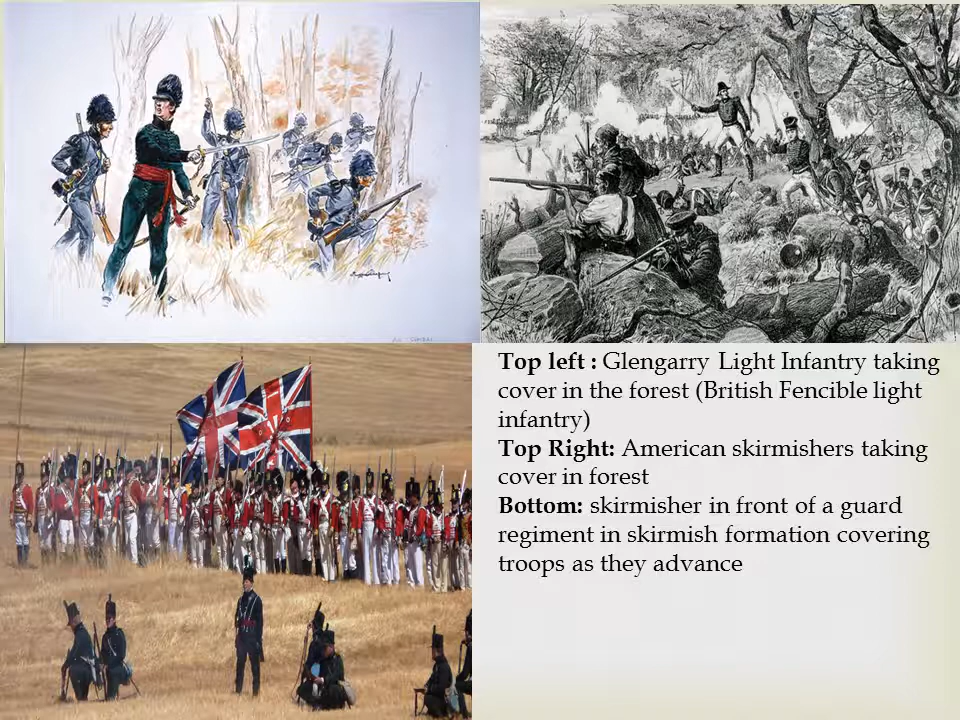 Top left : Glengarry Light Infantry taking
cover in the forest (British Fencible light
infantry)
Top Right: American skirmishers taking
cover in forest
Bottom: skirmisher in front of a guard
regiment in skirmish formation covering
troops as they advance